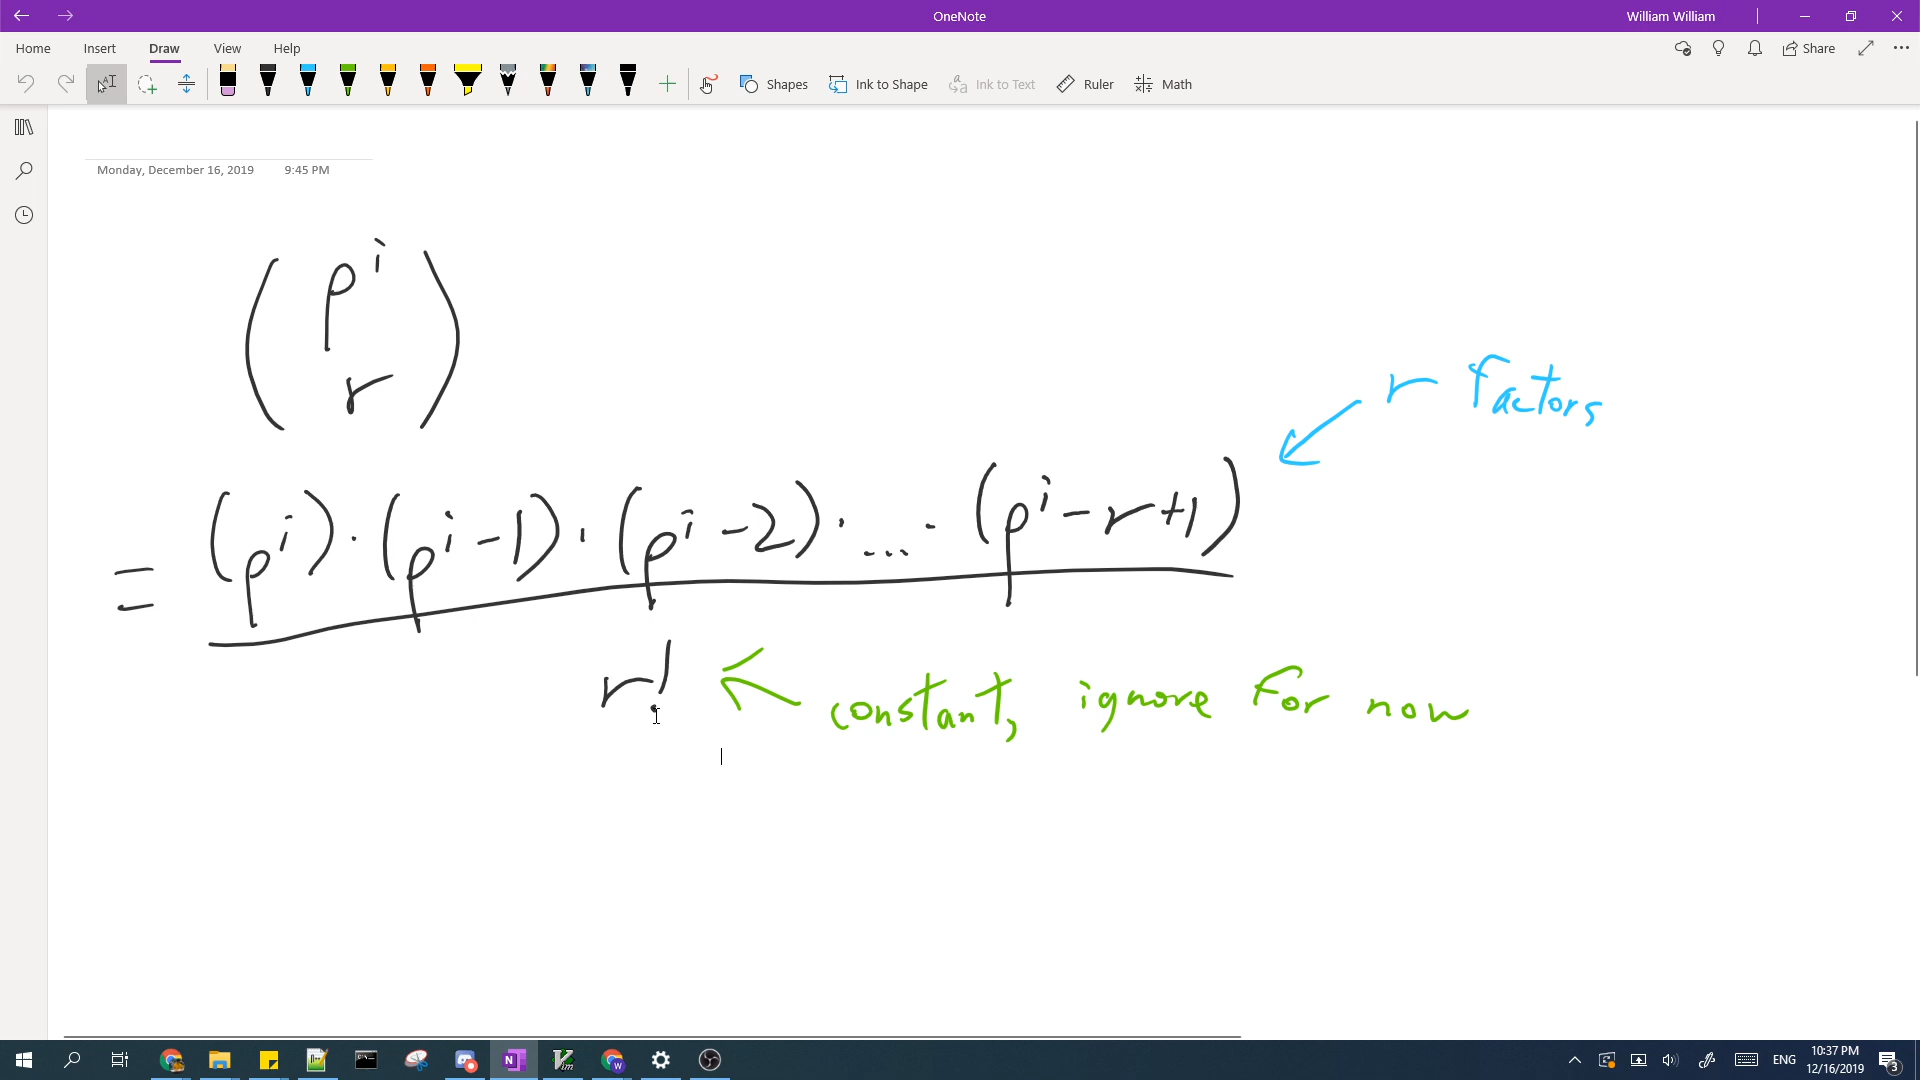 OneNote
William William
Home Insert Draw View Help
Share
Shapes Ink to Shape Ink to Text Ruler Math
Monday, December 16, 2019 9:45 PM
( p^i
r )
r factors
= (p^i) · (p^i - 1) · (p^i - 2) · ... · (p^i - r + 1)
r! ← constant, ignore for now
ENG
10:37 PM
12/16/2019
3